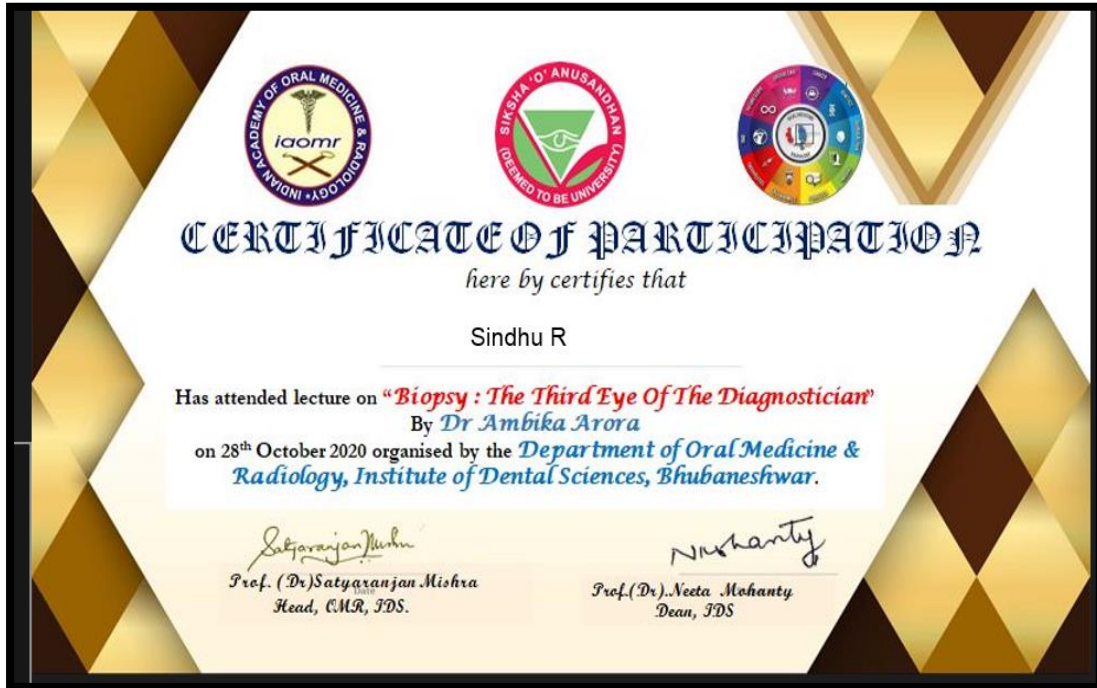 INDIAN ACADEMY OF ORAL MEDICINE & RADIOLOGY
iaomr
SIKSHA 'O' ANUSANDHAN
(DEEMED TO BE UNIVERSITY)
CERTIFICATE OF PARTICIPATION
here by certifies that
Sindhu R
Has attended lecture on “Biopsy : The Third Eye Of The Diagnostician”
By Dr Ambika Arora
on 28th October 2020 organised by the Department of Oral Medicine &
Radiology, Institute of Dental Sciences, Bhubaneshwar.
Satyaranjan Mishra
NMohanty
Prof. (Dr)Satyaranjan Mishra
Date
Head, OMR, IDS.
Prof.(Dr).Neeta Mohanty
Dean, IDS